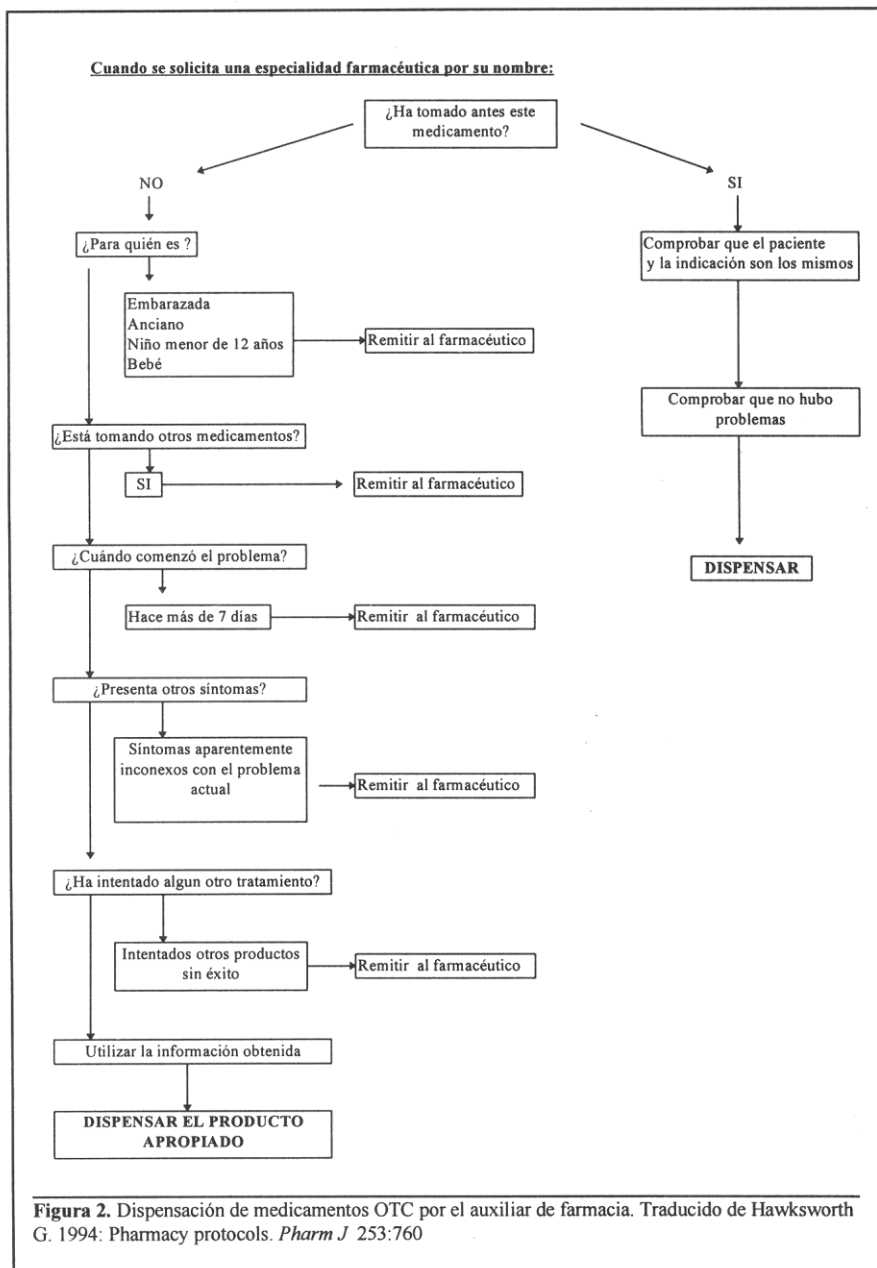 Cuando se solicita una especialidad farmacéutica por su nombre:
¿Ha tomado antes este
medicamento?
NO
SI
¿Para quién es ?
Comprobar que el paciente
y la indicación son los mismos
Embarazada
Anciano
Niño menor de 12 años
Bebé
Remitir al farmacéutico
Comprobar que no hubo
problemas
¿Está tomando otros medicamentos?
SI
Remitir al farmacéutico
¿Cuándo comenzó el problema?
DISPENSAR
Hace más de 7 días
Remitir al farmacéutico
¿Presenta otros síntomas?
Síntomas aparentemente
inconexos con el problema
actual
Remitir al farmacéutico
¿Ha intentado algun otro tratamiento?
Intentados otros productos
sin éxito
Remitir al farmacéutico
Utilizar la información obtenida
DISPENSAR EL PRODUCTO
APROPIADO
Figura 2. Dispensación de medicamentos OTC por el auxiliar de farmacia. Traducido de Hawksworth
G. 1994: Pharmacy protocols. Pharm J 253:760